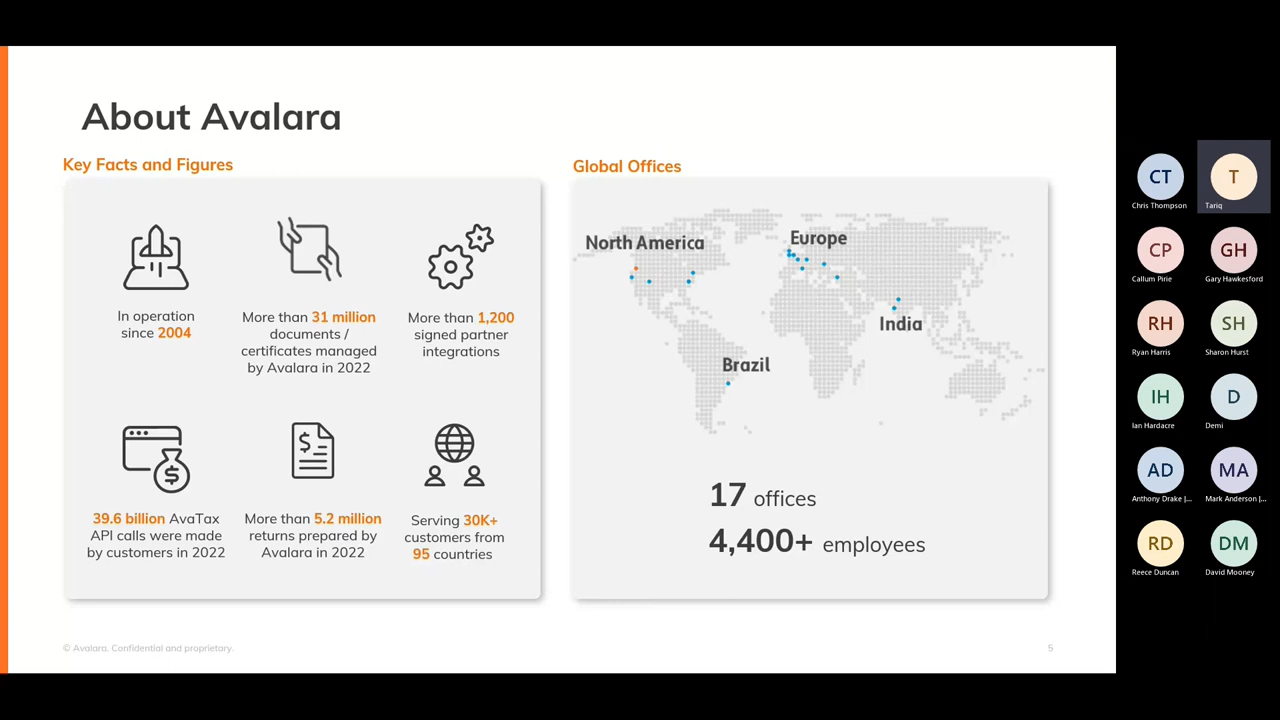 About Avalara
Key Facts and Figures
In operation
since 2004
More than 31 million
documents /
certificates managed
by Avalara in 2022
More than 1,200
signed partner
integrations
$
39.6 billion AvaTax
API calls were made
by customers in 2022
$
More than 5.2 million
returns prepared by
Avalara in 2022
Serving 30K+
customers from
95 countries
Global Offices
North America
Europe
India
Brazil
17 offices
4,400+ employees
© Avalara. Confidential and proprietary.
5
CT
Chris Thompson
T
Tariq
CP
Callum Pirie
GH
Gary Hawkesford
RH
Ryan Harris
SH
Sharon Hurst
IH
Ian Hardacre
D
Demi
AD
Anthony Drake |...
MA
Mark Anderson |...
RD
Reece Duncan
DM
David Mooney